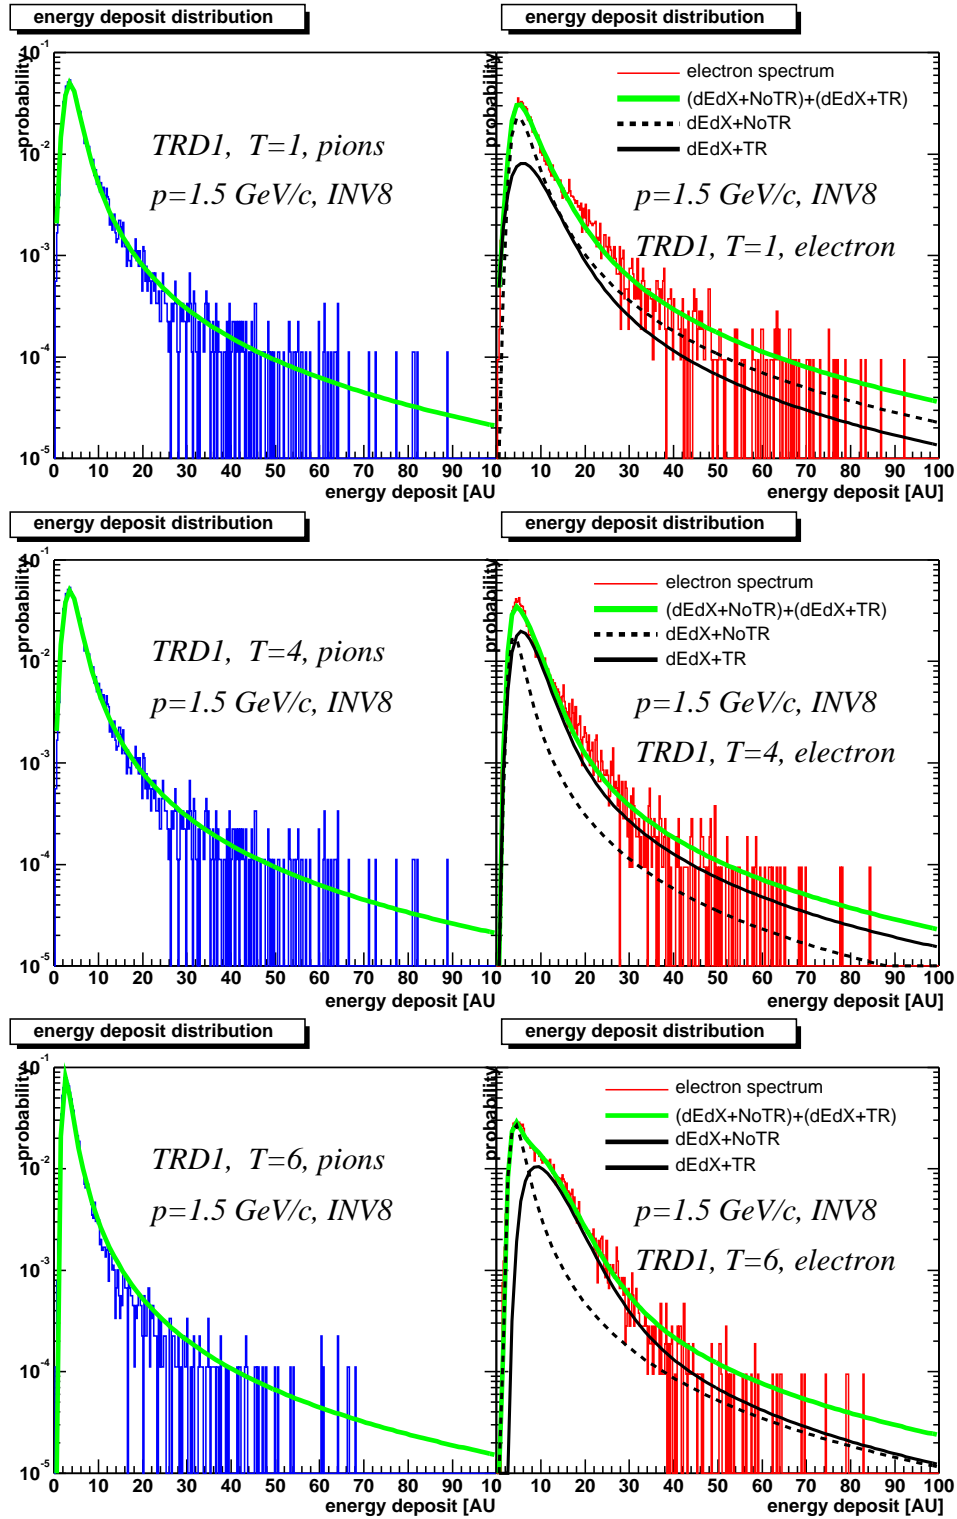 energy deposit distribution
probability
10^-1
10^-2
10^-3
10^-4
10^-5
TRD1, T=1, pions
p=1.5 GeV/c, INV8
0 10 20 30 40 50 60 70 80 90 10
energy deposit [AU
energy deposit distribution
probability
electron spectrum
(dEdX+NoTR)+(dEdX+TR)
dEdX+NoTR
dEdX+TR
p=1.5 GeV/c, INV8
TRD1, T=1, electron
0 10 20 30 40 50 60 70 80 90 100
energy deposit [AU]
energy deposit distribution
probability
10^-1
10^-2
10^-3
10^-4
10^-5
TRD1, T=4, pions
p=1.5 GeV/c, INV8
0 10 20 30 40 50 60 70 80 90 10
energy deposit [AU
energy deposit distribution
probability
electron spectrum
(dEdX+NoTR)+(dEdX+TR)
dEdX+NoTR
dEdX+TR
p=1.5 GeV/c, INV8
TRD1, T=4, electron
0 10 20 30 40 50 60 70 80 90 100
energy deposit [AU]
energy deposit distribution
probability
10^-1
10^-2
10^-3
10^-4
10^-5
TRD1, T=6, pions
p=1.5 GeV/c, INV8
0 10 20 30 40 50 60 70 80 90 10
energy deposit [AU
energy deposit distribution
probability
electron spectrum
(dEdX+NoTR)+(dEdX+TR)
dEdX+NoTR
dEdX+TR
p=1.5 GeV/c, INV8
TRD1, T=6, electron
0 10 20 30 40 50 60 70 80 90 100
energy deposit [AU]